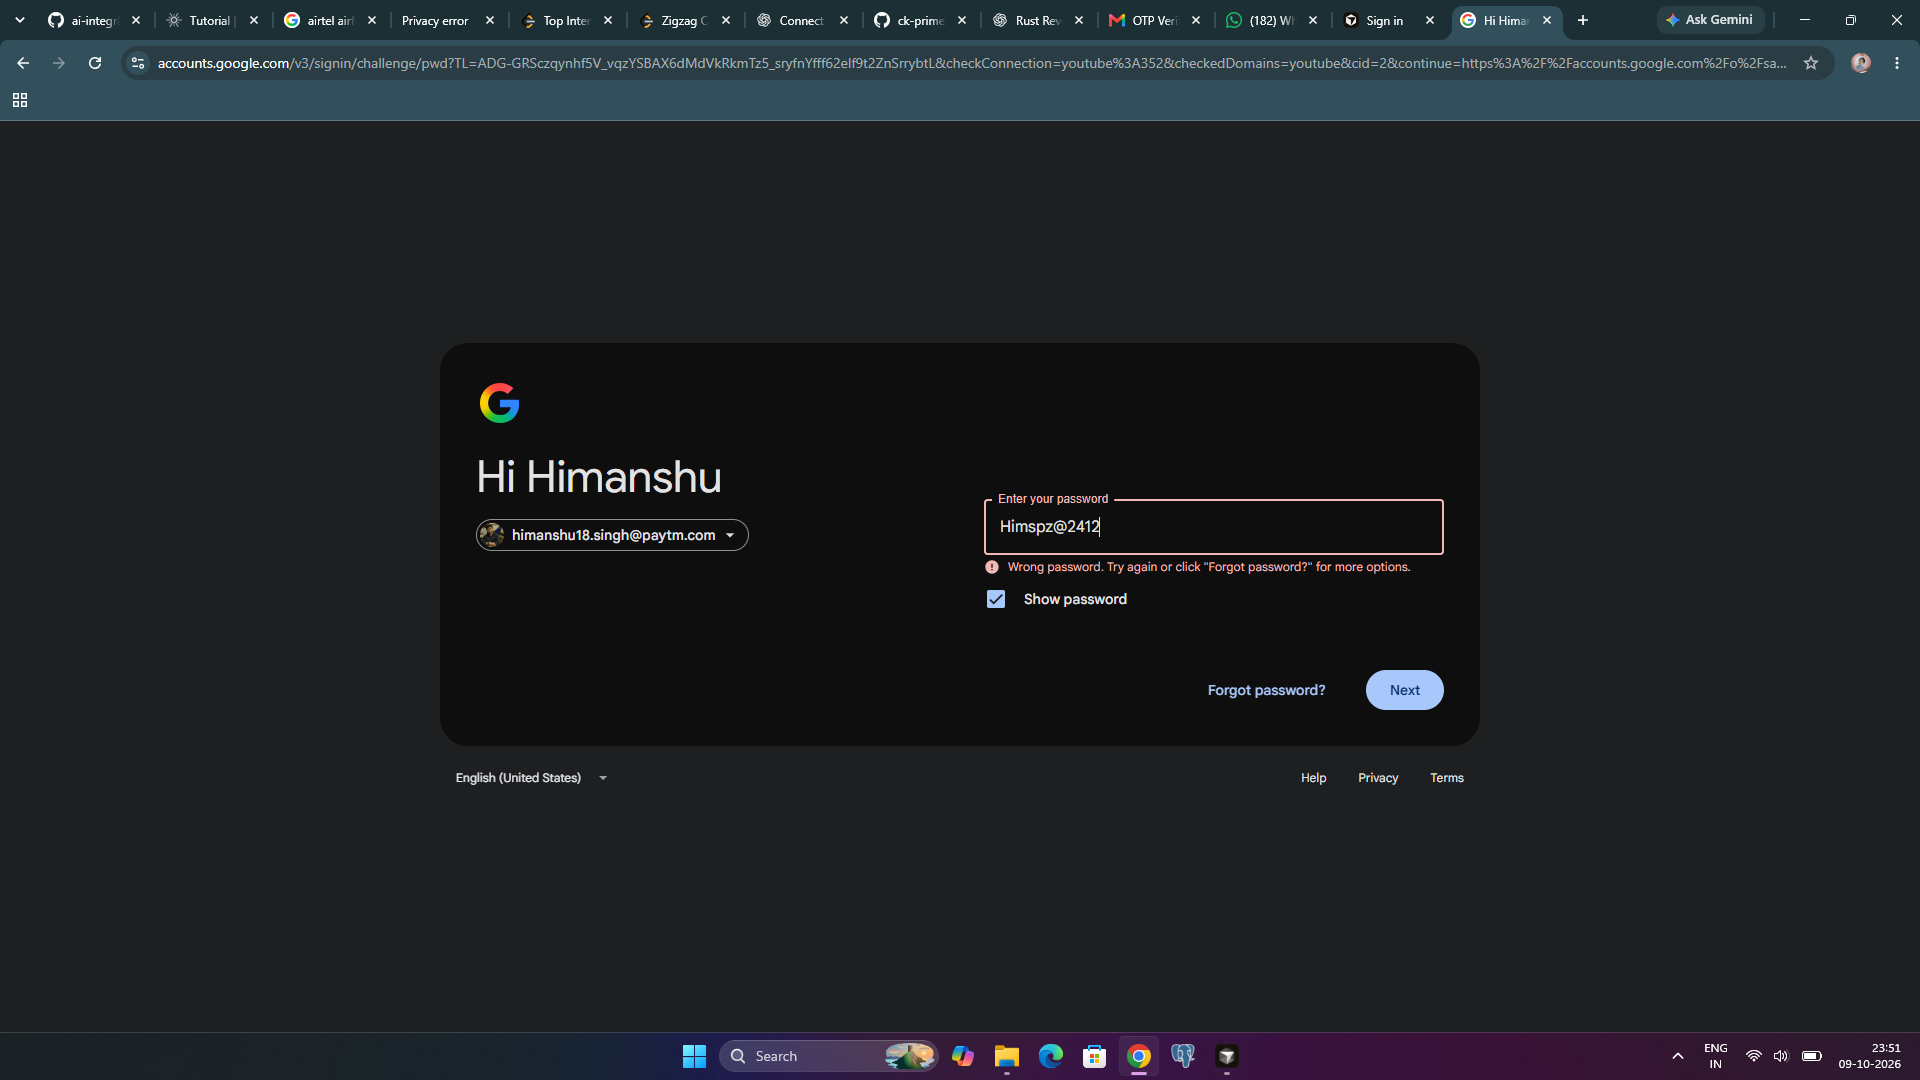 ai-integr
Tutorial
airtel airf
Privacy error
Top Inter
Zigzag C
Connect
ck-prime
Rust Rev
OTP Veri
(182) Wh
Sign in
Hi Himan
Ask Gemini
accounts.google.com/v3/signin/challenge/pwd?TL=ADG-GRSczqynhf5V_vqzYSBAX6dMdVkRkmTz5_sryfnYfff62elf9t2ZnSrrybtL&checkConnection=youtube%3A352&checkedDomains=youtube&cid=2&continue=https%3A%2F%2Faccounts.google.com%2Fo%2Fsa...
Hi Himanshu
himanshu18.singh@paytm.com
Enter your password
Himspz@2412
Wrong password. Try again or click "Forgot password?" for more options.
Show password
Forgot password?
Next
English (United States)
Help
Privacy
Terms
Search
ENG
IN
23:51
09-10-2026